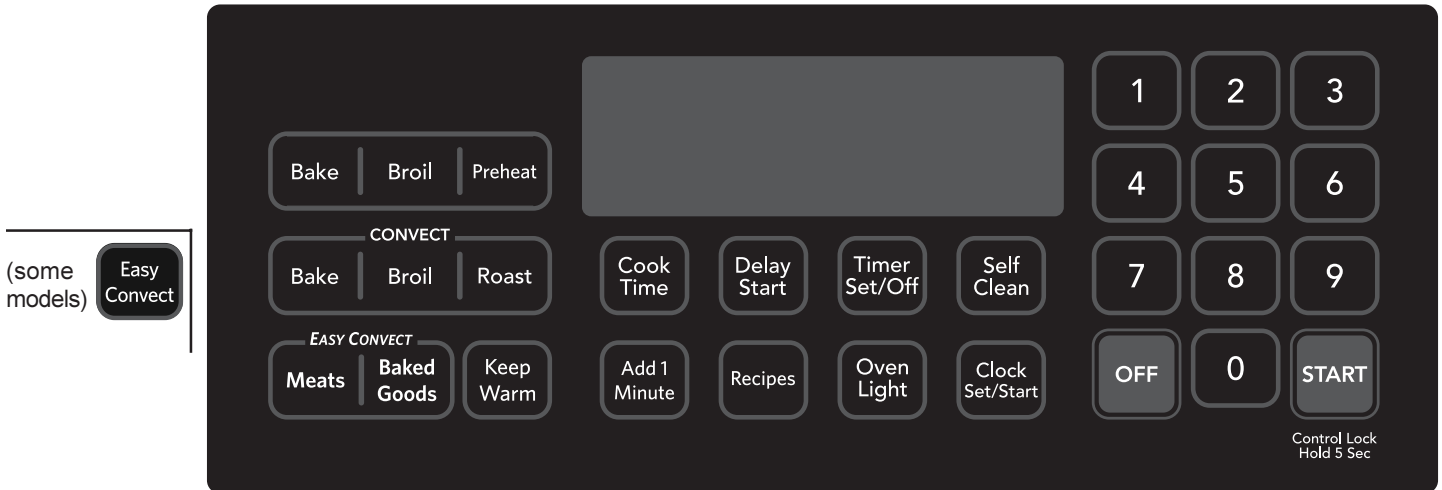 (some
models)
Easy
Convect
Bake Broil Preheat
CONVECT
Bake Broil Roast
EASY CONVECT
Meats Baked
Goods
Keep
Warm
Cook
Time
Delay
Start
Timer
Set/Off
Self
Clean
Add 1
Minute
Recipes
Oven
Light
Clock
Set/Start
1 2 3
4 5 6
7 8 9
OFF 0 START
Control Lock
Hold 5 Sec